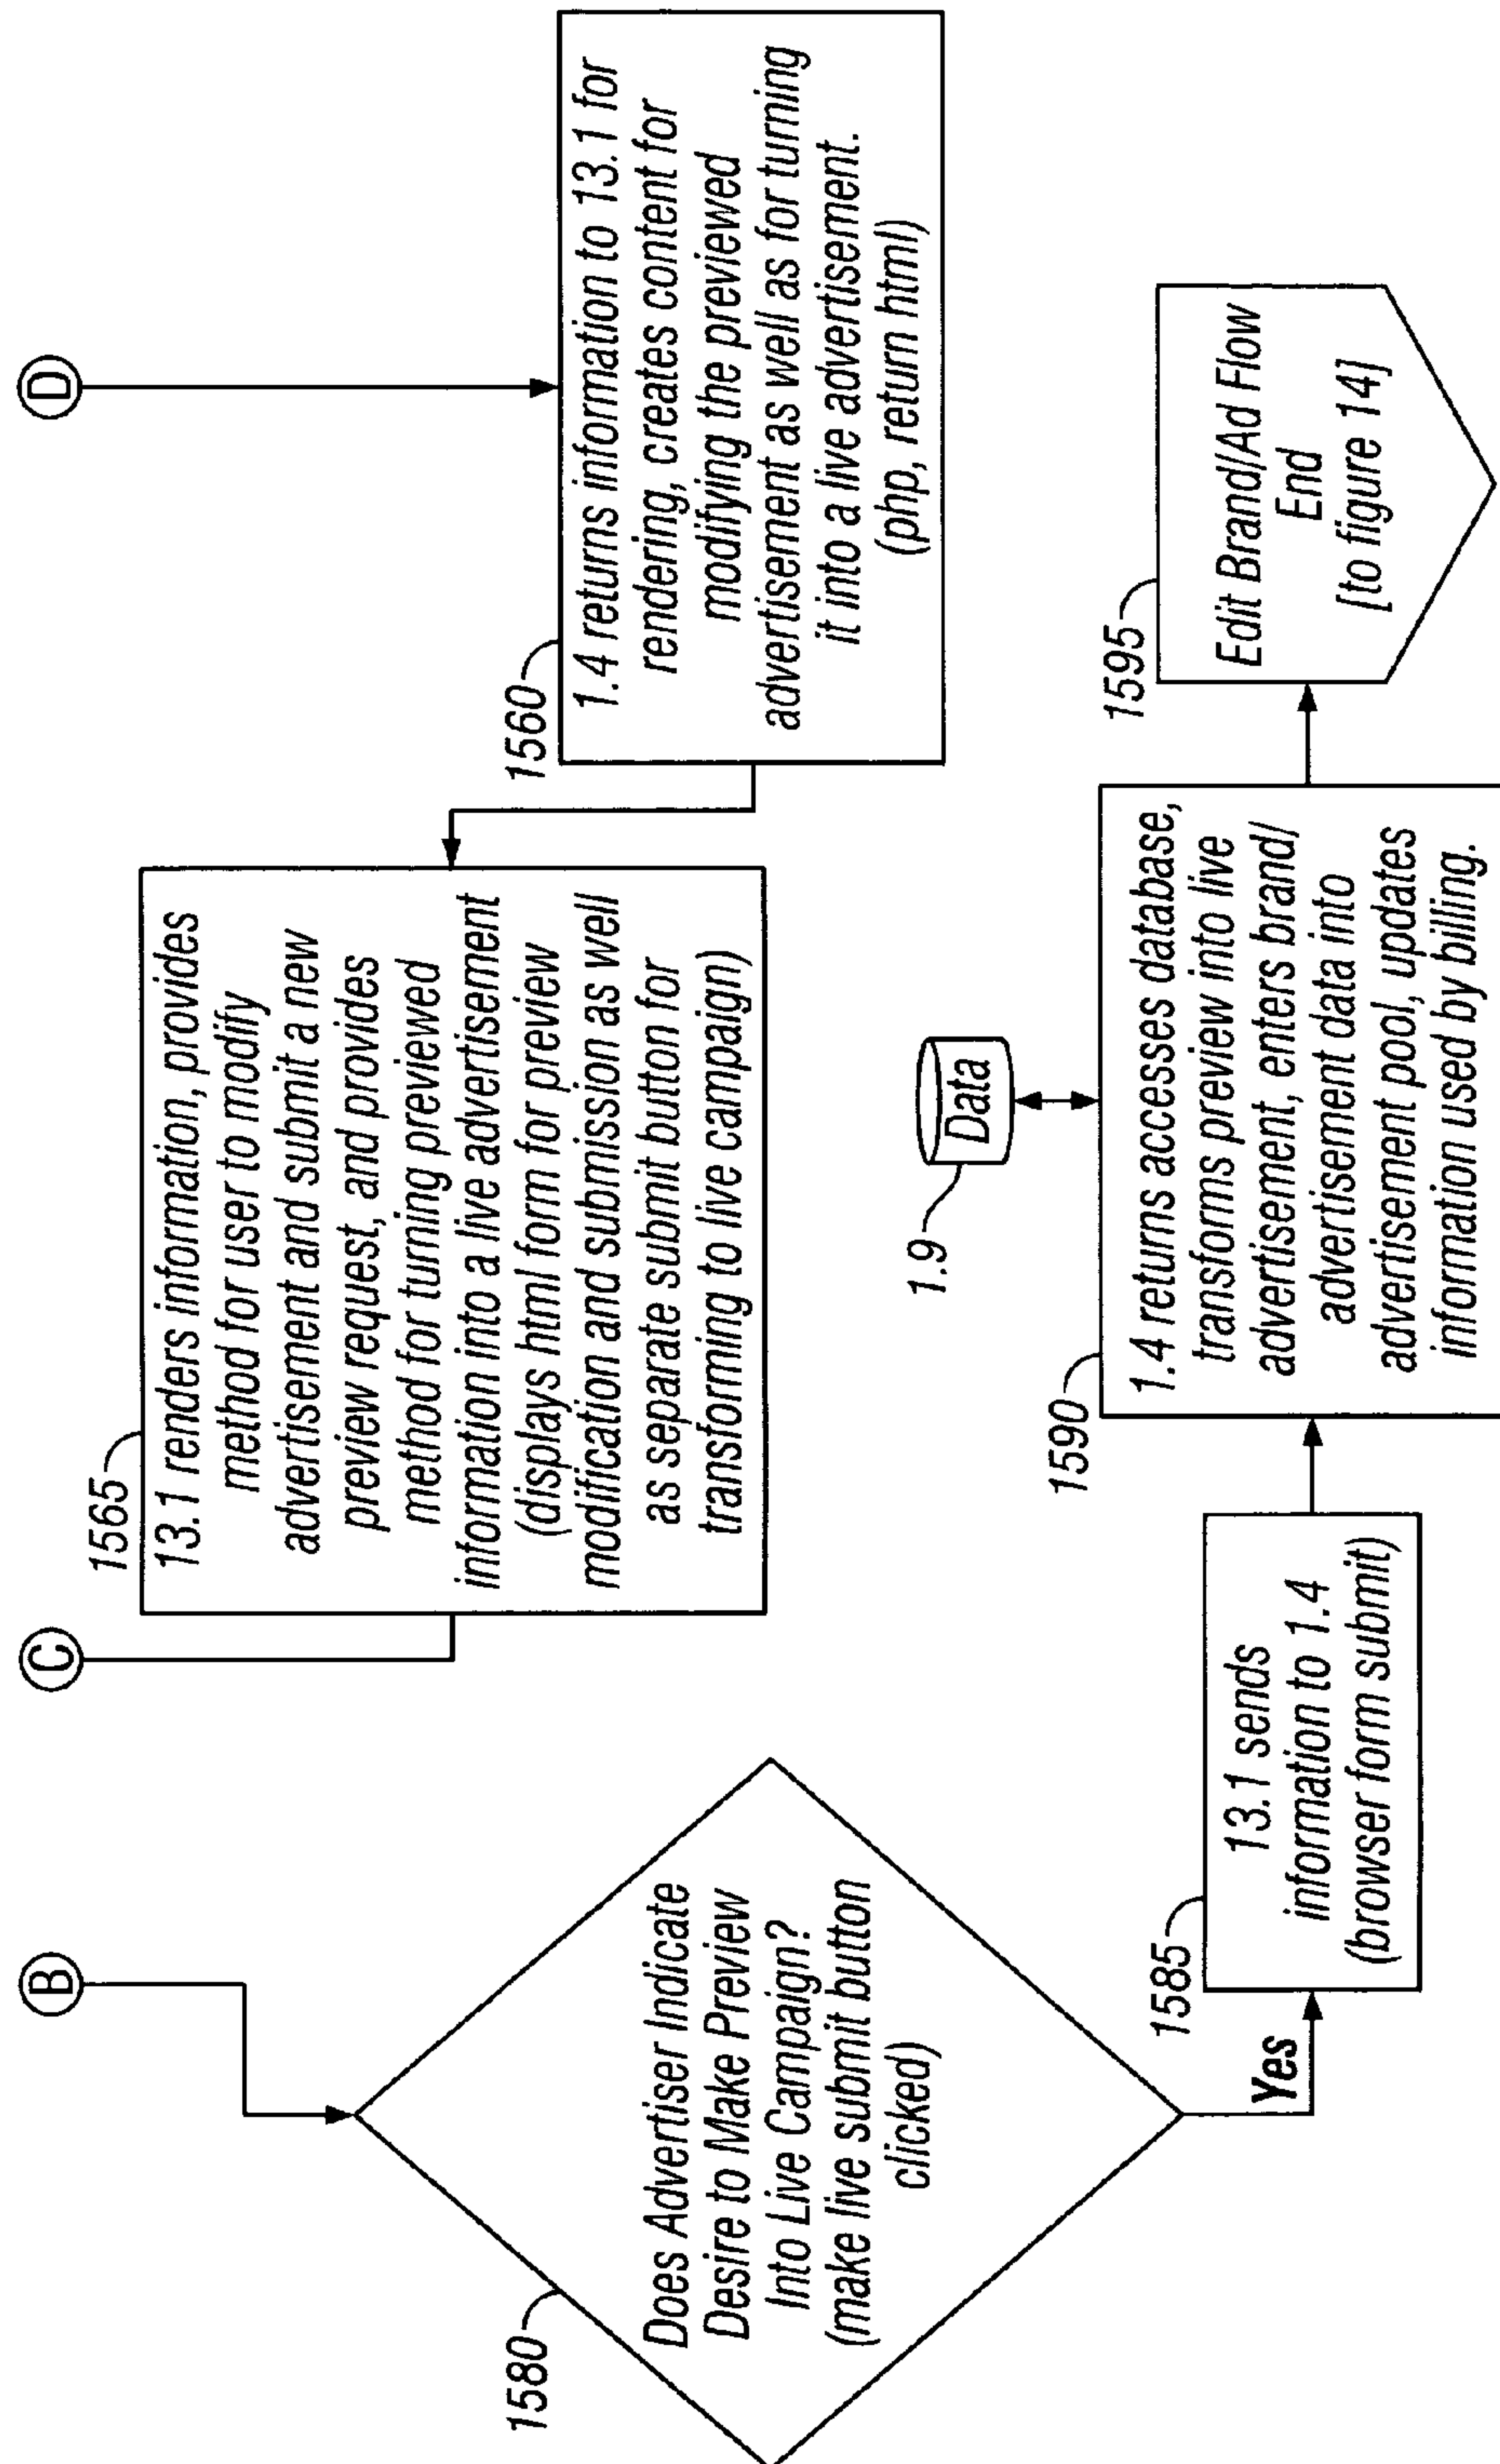 B
C
D
1580
Does Advertiser Indicate
Desire to Make Preview
Into Live Campaign?
(make live submit button
clicked)
1565
13.1 renders information, provides
method for user to modify
advertisement and submit a new
preview request, and provides
method for turning previewed
information into a live advertisement
(displays html form for preview
modification and submission as well
as separate submit button for
transforming to live campaign)
1560
1.4 returns information to 13.1 for
rendering, creates content for
modifying the previewed
advertisement as well as for turning
it into a live advertisement.
(php, return html)
Yes
1585
13.1 sends
information to 1.4
(browser form submit)
1.9
Data
1590
1.4 returns accesses database,
transforms preview into live
advertisement, enters brand/
advertisement data into
advertisement pool, updates
information used by billing.
1595
Edit Brand/Ad Flow
End
[to figure 14]